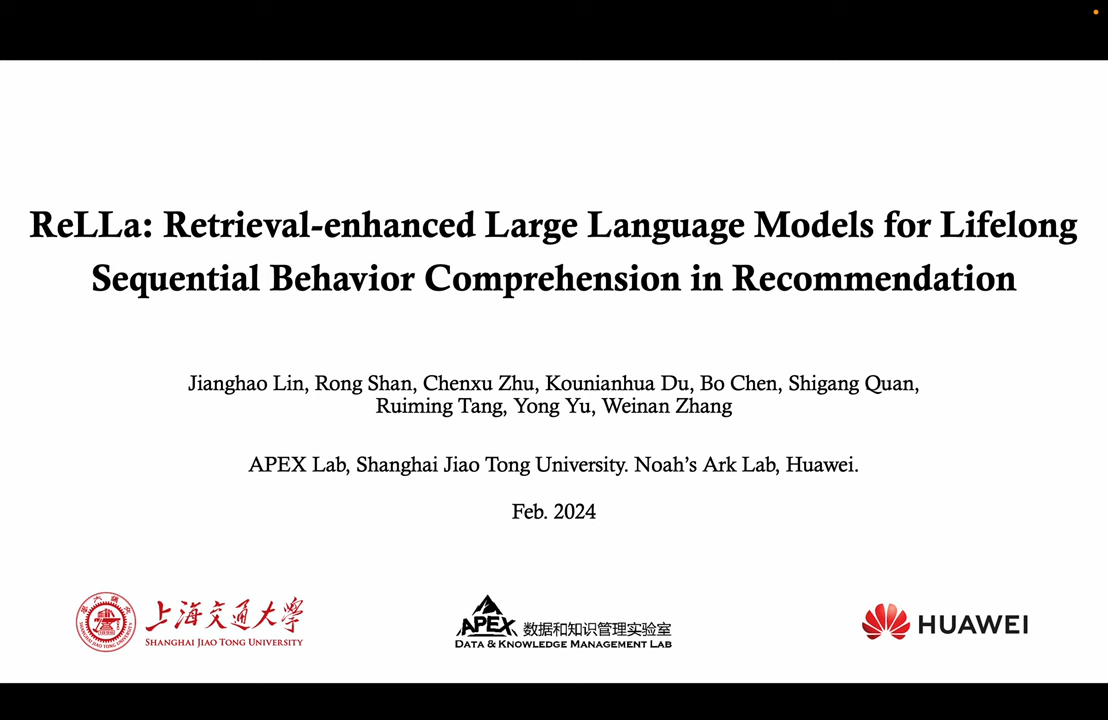 ReLLa: Retrieval-enhanced Large Language Models for Lifelong
Sequential Behavior Comprehension in Recommendation
Jianghao Lin, Rong Shan, Chenxu Zhu, Kounianhua Du, Bo Chen, Shigang Quan,
Ruiming Tang, Yong Yu, Weinan Zhang
APEX Lab, Shanghai Jiao Tong University. Noah’s Ark Lab, Huawei.
Feb. 2024
上海交通大學
SHANGHAI JIAO TONG UNIVERSITY
APEX 数据和知识管理实验室
DATA & KNOWLEDGE MANAGEMENT LAB
HUAWEI